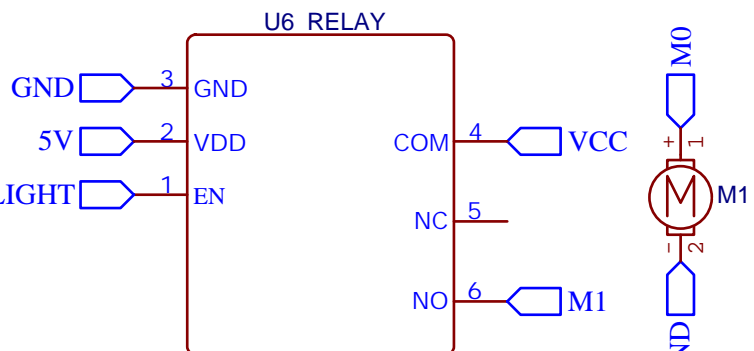 U6 RELAY
GND 3 GND
5V 2 VDD
LIGHT 1 EN
COM 4 VCC
NC 5
NO 6 M1
M0
+ 1
M M1
- 2